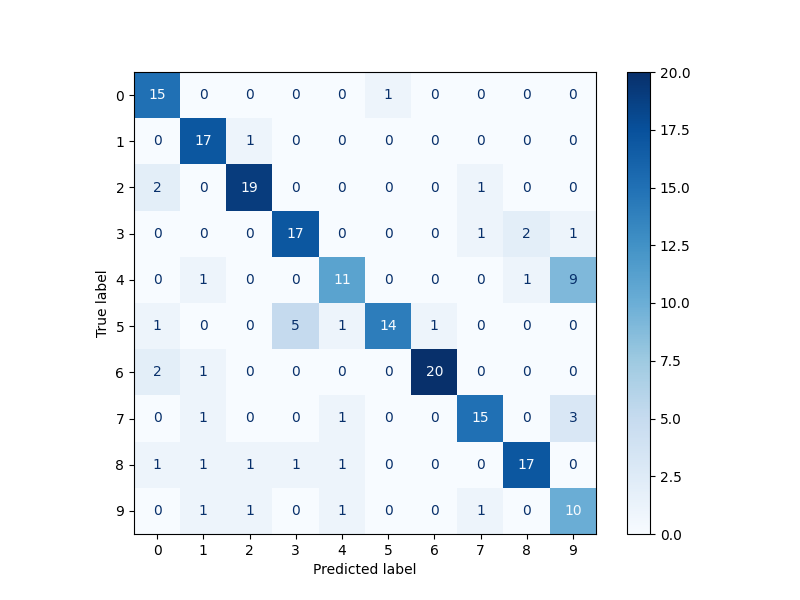 0 15 0 0 0 0 1 0 0 0 0
1 0 17 1 0 0 0 0 0 0 0
2 2 0 19 0 0 0 0 1 0 0
3 0 0 0 17 0 0 0 1 2 1
4 0 1 0 0 11 0 0 0 1 9
5 1 0 0 5 1 14 1 0 0 0
6 2 1 0 0 0 0 20 0 0 0
7 0 1 0 0 1 0 0 15 0 3
8 1 1 1 1 1 0 0 0 17 0
9 0 1 1 0 1 0 0 1 0 10
0 1 2 3 4 5 6 7 8 9
Predicted label
True label
20.0
17.5
15.0
12.5
10.0
7.5
5.0
2.5
0.0